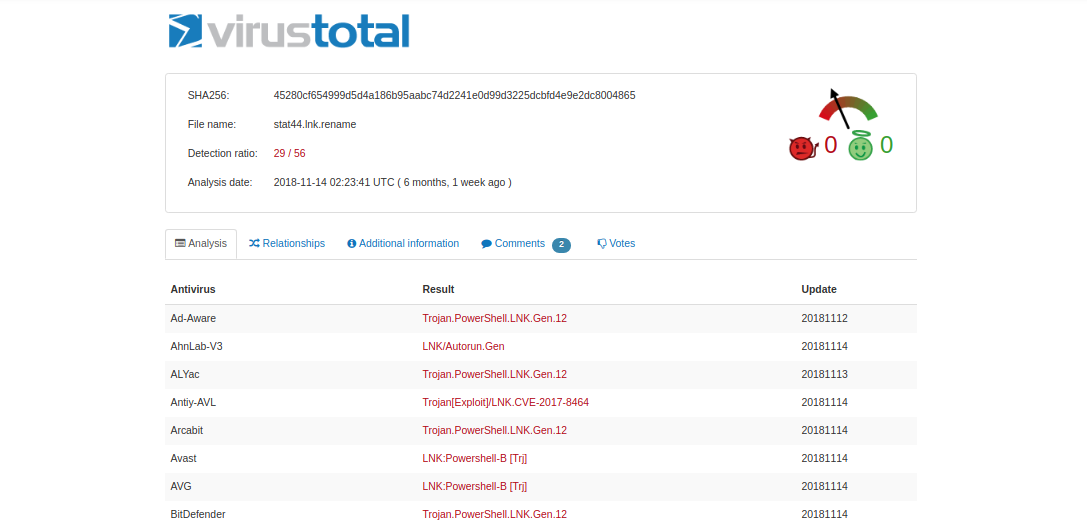 virustotal
SHA256: 45280cf654999d5d4a186b95aabc74d2241e0d99d3225dcbfd4e9e2dc8004865
File name: stat44.lnk.rename
Detection ratio: 29 / 56
Analysis date: 2018-11-14 02:23:41 UTC ( 6 months, 1 week ago )
0 0
Analysis Relationships Additional information Comments 2 Votes
Antivirus Result Update
Ad-Aware Trojan.PowerShell.LNK.Gen.12 20181112
AhnLab-V3 LNK/Autorun.Gen 20181114
ALYac Trojan.PowerShell.LNK.Gen.12 20181113
Antiy-AVL Trojan[Exploit]/LNK.CVE-2017-8464 20181114
Arcabit Trojan.PowerShell.LNK.Gen.12 20181114
Avast LNK:Powershell-B [Trj] 20181114
AVG LNK:Powershell-B [Trj] 20181114
BitDefender Trojan.PowerShell.LNK.Gen.12 20181114